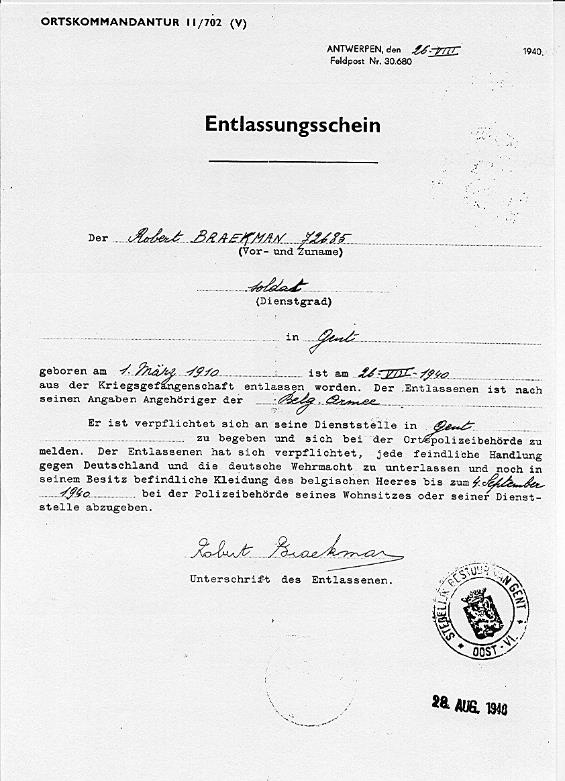 ORTSKOMMANDANTUR II/702 (V)
ANTWERPEN, den 26-VIII 1940.
Feldpost Nr. 30.680
Entlassungsschein
Der Robert BRAEKMAN 72685
(Vor- und Zuname)
soldat
(Dienstgrad)
in Gent
geboren am 1. März 1910 ist am 26-VIII-1940
aus der Kriegsgefangenschaft entlassen worden. Der Entlassenen ist nach
seinen Angaben Angehöriger der Belg. Armee
Er ist verpflichtet sich an seine Dienststelle in Gent
zu begeben und sich bei der Ortspolizeibehörde zu
melden. Der Entlassenen hat sich verpflichtet, jede feindliche Handlung
gegen Deutschland und die deutsche Wehrmacht zu unterlassen und noch in
seinem Besitz befindliche Kleidung des belgischen Heeres bis zum 4. September
1940 bei der Polizeibehörde seines Wohnsitzes oder seiner Dienst-
stelle abzugeben.
Robert Braekman
Unterschrift des Entlassenen.
STEDELIJK BESTUUR VAN GENT
* OOST-VL. *
28. AUG. 1940